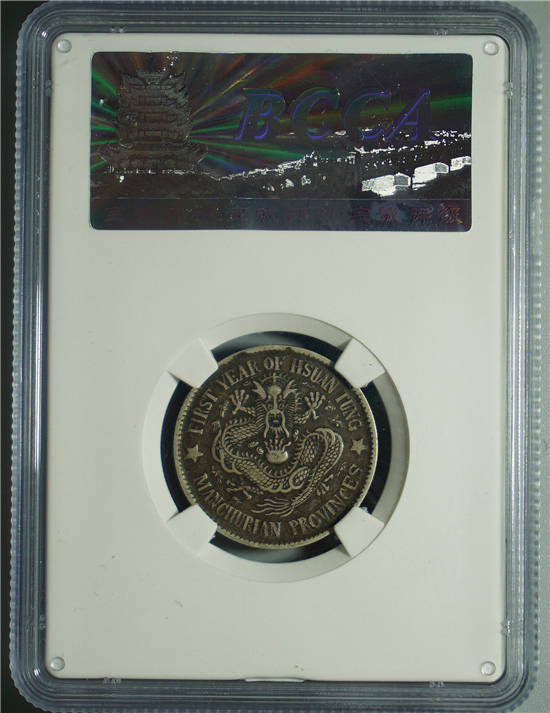 BCCA
FIRST YEAR OF HSUAN TUNG
MANCHURIAN PROVINCES